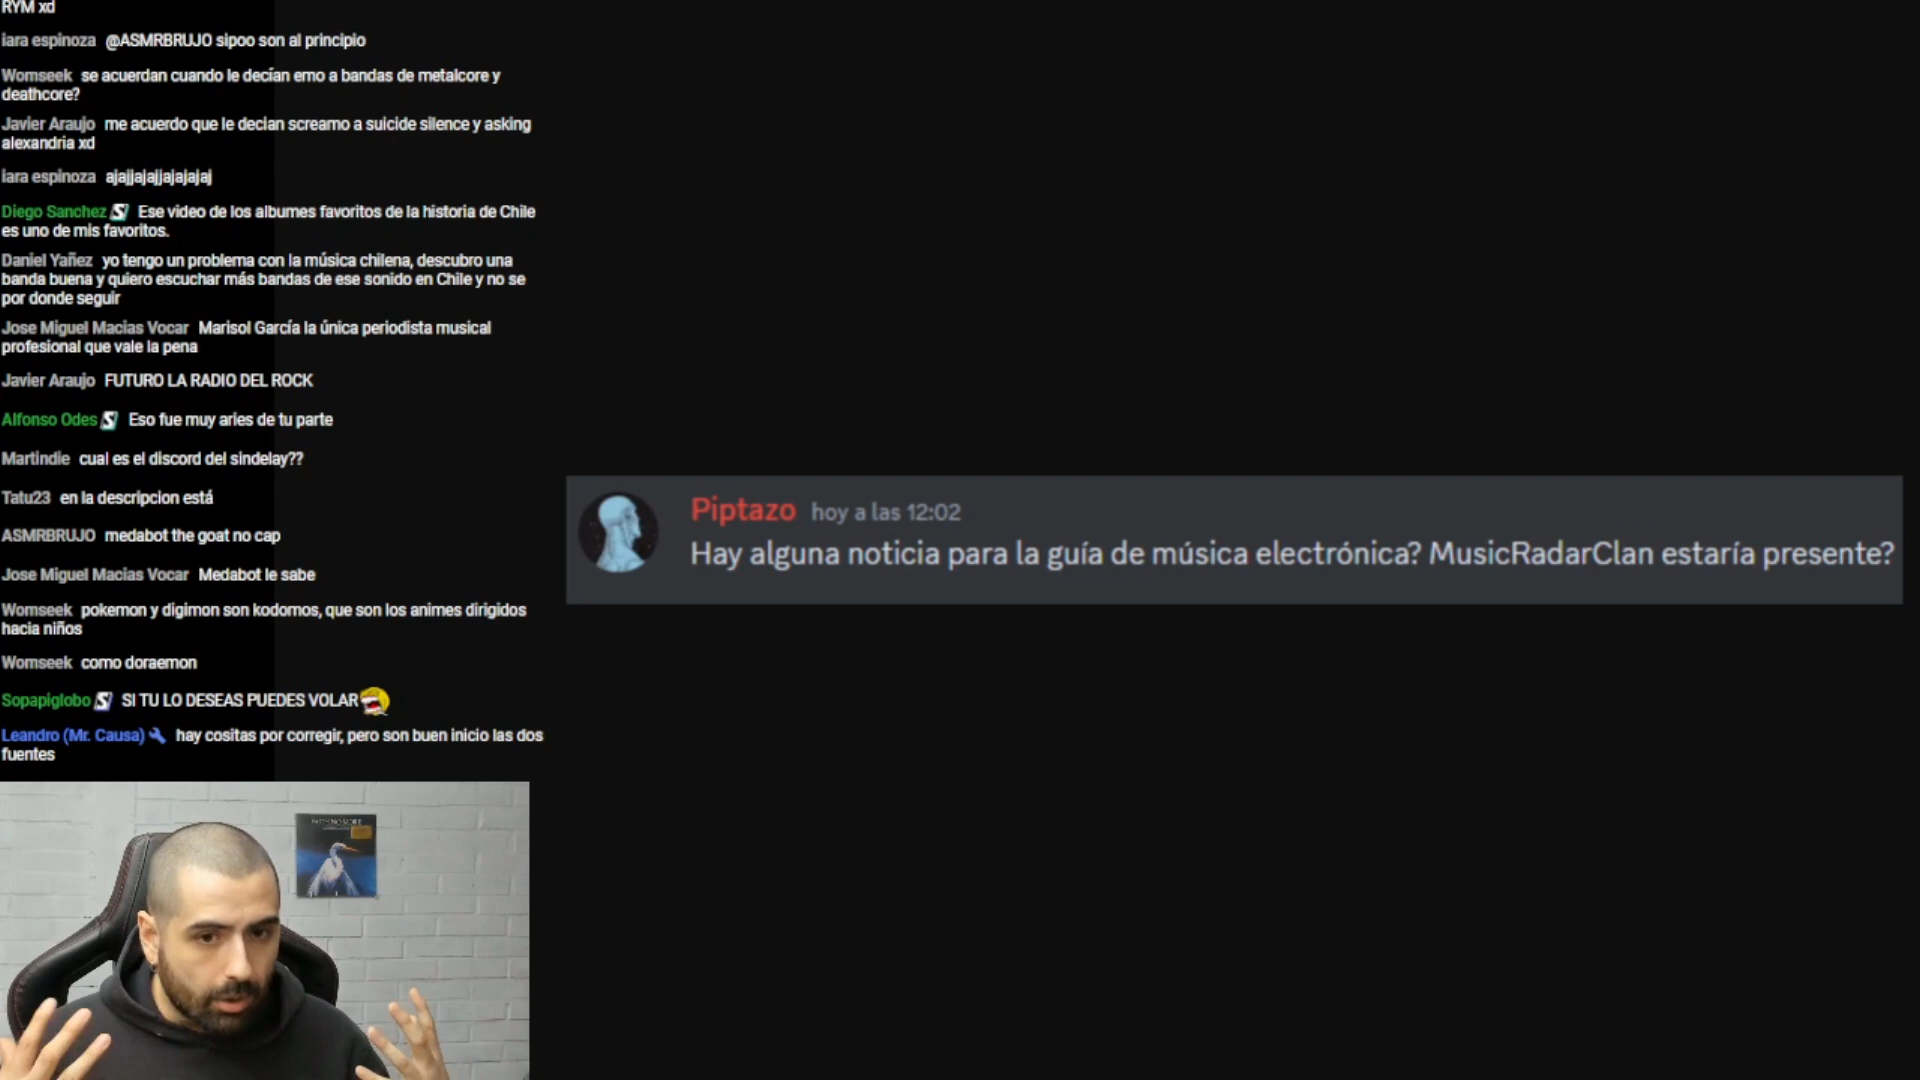 RYM xd
iara espinoza @ASMRBRUJO sipoo son al principio
Womseek se acuerdan cuando le decían emo a bandas de metalcore y
deathcore?
Javier Araujo me acuerdo que le decian screamo a suicide silence y asking
alexandria xd
iara espinoza ajajjajajjajajajaj
Diego Sanchez Ese video de los albumes favoritos de la historia de Chile
es uno de mis favoritos.
Daniel Yañez yo tengo un problema con la música chilena, descubro una
banda buena y quiero escuchar más bandas de ese sonido en Chile y no se
por donde seguir
Jose Miguel Macias Vocar Marisol García la única periodista musical
profesional que vale la pena
Javier Araujo FUTURO LA RADIO DEL ROCK
Alfonso Odes Eso fue muy aries de tu parte
Martindie cual es el discord del sindelay??
Tatu23 en la descripcion está
ASMRBRUJO medabot the goat no cap
Jose Miguel Macias Vocar Medabot le sabe
Womseek pokemon y digimon son kodomos, que son los animes dirigidos
hacia niños
Womseek como doraemon
Sopapiglobo SI TU LO DESEAS PUEDES VOLAR
Leandro (Mr. Causa) hay cositas por corregir, pero son buen inicio las dos
fuentes
Piptazo hoy a las 12:02
Hay alguna noticia para la guía de música electrónica? MusicRadarClan estaría presente?
FAITH NO MORE